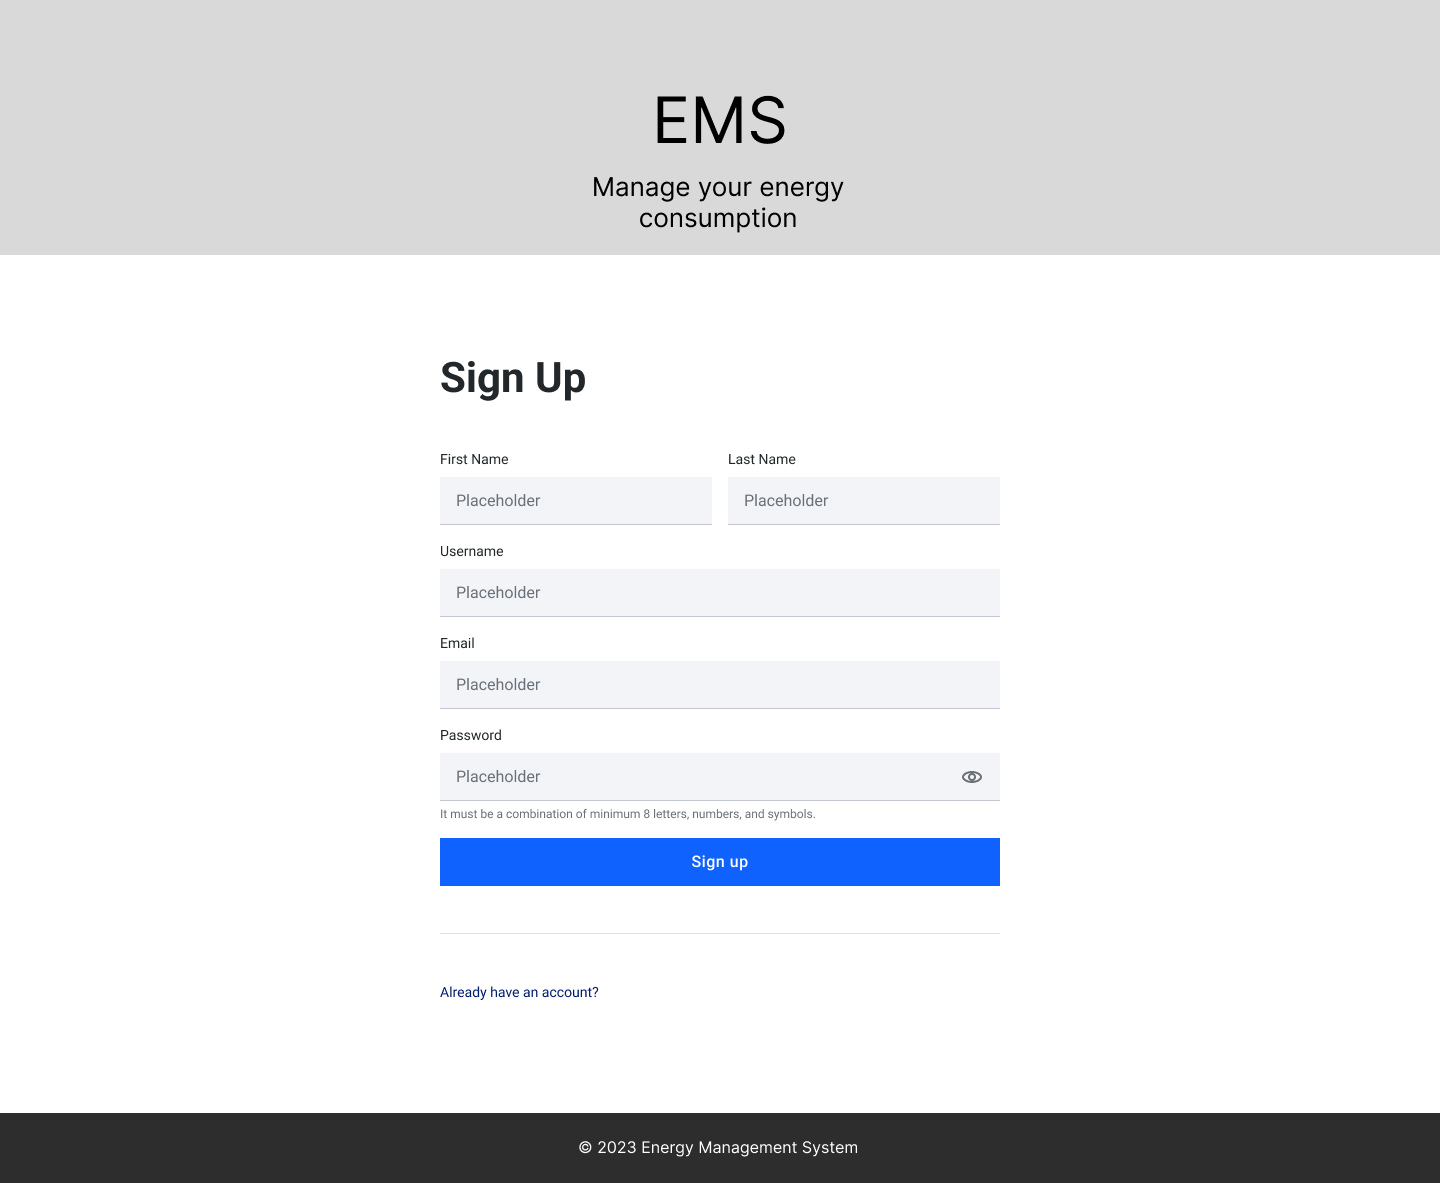 EMS
Manage your energy
consumption
Sign Up
First Name
Last Name
Placeholder
Placeholder
Username
Placeholder
Email
Placeholder
Password
Placeholder
It must be a combination of minimum 8 letters, numbers, and symbols.
Sign up
Already have an account?
© 2023 Energy Management System